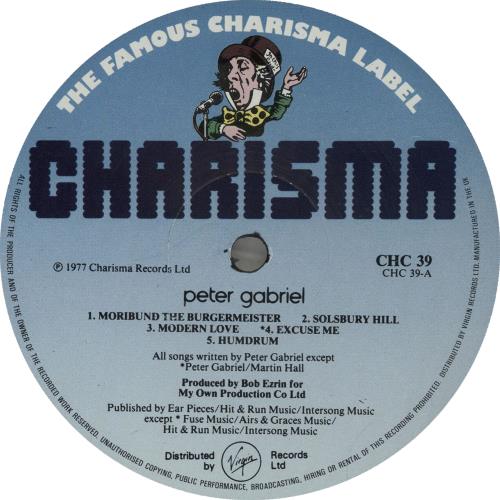 THE FAMOUS CHARISMA LABEL
CHARISMA
℗ 1977 Charisma Records Ltd
CHC 39
CHC 39-A
peter gabriel
1. MORIBUND THE BURGERMEISTER 2. SOLSBURY HILL
3. MODERN LOVE *4. EXCUSE ME
5. HUMDRUM
All songs written by Peter Gabriel except
*Peter Gabriel/Martin Hall
Produced by Bob Ezrin for
My Own Production Co Ltd
Published by Ear Pieces/Hit & Run Music/Intersong Music
except * Fuse Music/Airs & Graces Music/
Hit & Run Music/Intersong Music
Distributed by Virgin Records Ltd
ALL RIGHTS OF THE PRODUCER AND OF THE OWNER OF THE RECORDED WORK RESERVED. UNAUTHORISED COPYING, PUBLIC PERFORMANCE, BROADCASTING, HIRING OR RENTAL OF THIS RECORDING PROHIBITED. DISTRIBUTED BY VIRGIN RECORDS LTD. MANUFACTURED IN THE UK